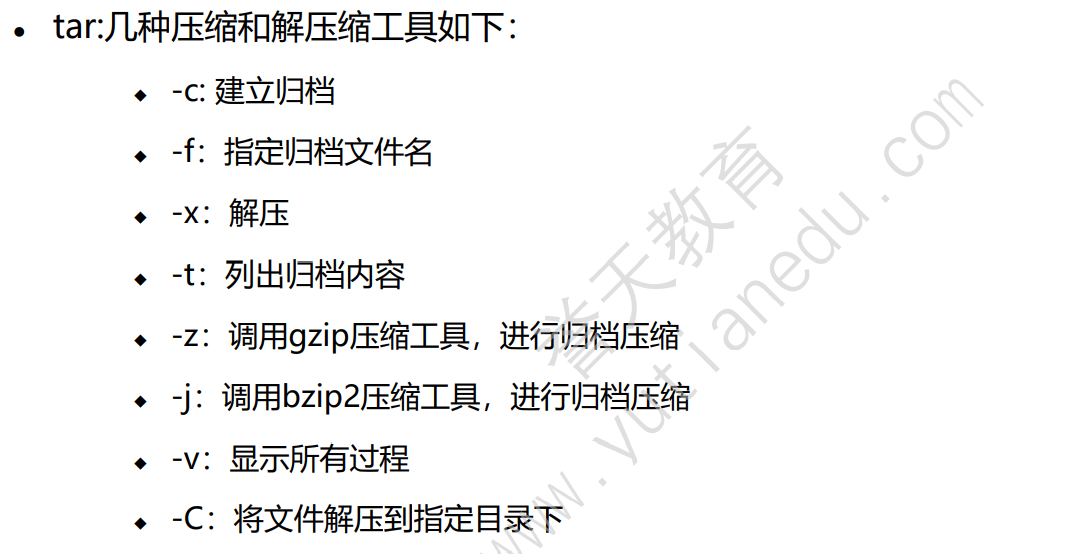 tar:几种压缩和解压缩工具如下：
-c: 建立归档
-f：指定归档文件名
-x：解压
-t：列出归档内容
-z：调用gzip压缩工具，进行归档压缩
-j：调用bzip2压缩工具，进行归档压缩
-v：显示所有过程
-C：将文件解压到指定目录下
誉天教育
www.yutianedu.com